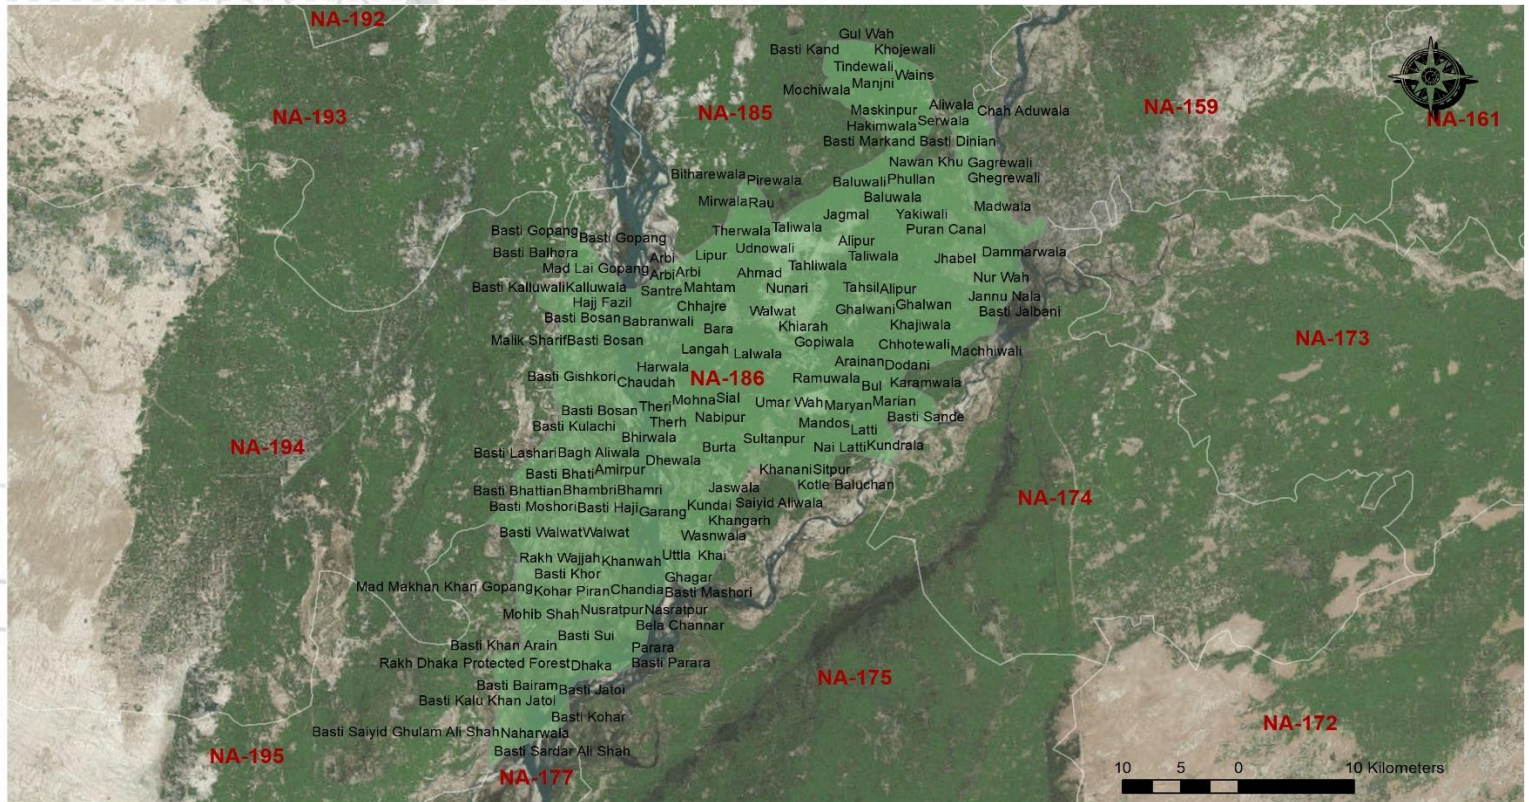 NA-192
Gul Wah
Basti Kand
Khojewali
Tindewali
Wains
Manjni
Mochiwala
NA-193
NA-185
Maskinpur
Aliwala
Chah Aduwala
NA-159
NA-161
Hakimwala
Serwala
Basti Markand
Basti Dinian
Nawan Khu
Gagrewali
Bitharewala
Pirewala
Baluwali
Phullan
Ghegrewali
Mirwala
Rau
Baluwala
Madwala
Jagmal
Yakiwali
Basti Gopang
Basti Gopang
Therwala
Taliwala
Puran Canal
Udnowali
Alipur
Basti Balhora
Arbi
Lipur
Taliwala
Jhabel
Dammarwala
Mad Lai Gopang
Arbi
Arbi
Ahmad
Tahliwala
Nur Wah
Basti Kalluwali
Kalluwala
Santre
Mahtam
Nunari
Tahsil
Alipur
Jannu Nala
Hajj Fazil
Chhajre
Walwat
Ghalwani
Ghalwan
Basti Jalbani
Basti Bosan
Babranwali
Bara
Khiarah
Khajiwala
Malik Sharif
Basti Bosan
Langah
Lalwala
Gopiwala
Chhotewali
Machhiwali
NA-173
Harwala
Arainan
Dodani
Basti Gishkori
Chaudah
NA-186
Ramuwala
Bul
Karamwala
Mohna
Sial
Umar Wah
Maryan
Marian
Basti Bosan
Theri
Nabipur
Basti Sande
Basti Kulachi
Therh
Mandos
Latti
NA-194
Bhirwala
Burta
Sultanpur
Nai Latti
Kundrala
Basti Lashari
Bagh Aliwala
Dhewala
Basti Bhati
Amirpur
Khanani
Sitpur
Basti Bhattian
Bhambri
Bhamri
Jaswala
Kotle Baluchan
NA-174
Basti Moshori
Basti Haji
Garang
Kundai
Saiyid Aliwala
Khangarh
Basti Walwat
Walwat
Wasnwala
Rakh Wajjah
Khanwah
Uttla
Khai
Basti Khor
Ghagar
Mad Makhan Khan Gopang
Kohar Piran
Chandia
Basti Mashori
Mohib Shah
Nusratpur
Nasratpur
Bela Channar
Basti Sui
Basti Khan Arain
Parara
Rakh Dhaka Protected Forest
Dhaka
Basti Parara
NA-175
Basti Bairam
Basti Jatoi
Basti Kalu Khan Jatoi
Basti Kohar
NA-172
Basti Saiyid Ghulam Ali Shah
Naharwala
NA-195
Basti Sardar Ali Shah
NA-177
10 5 0 10 Kilometers